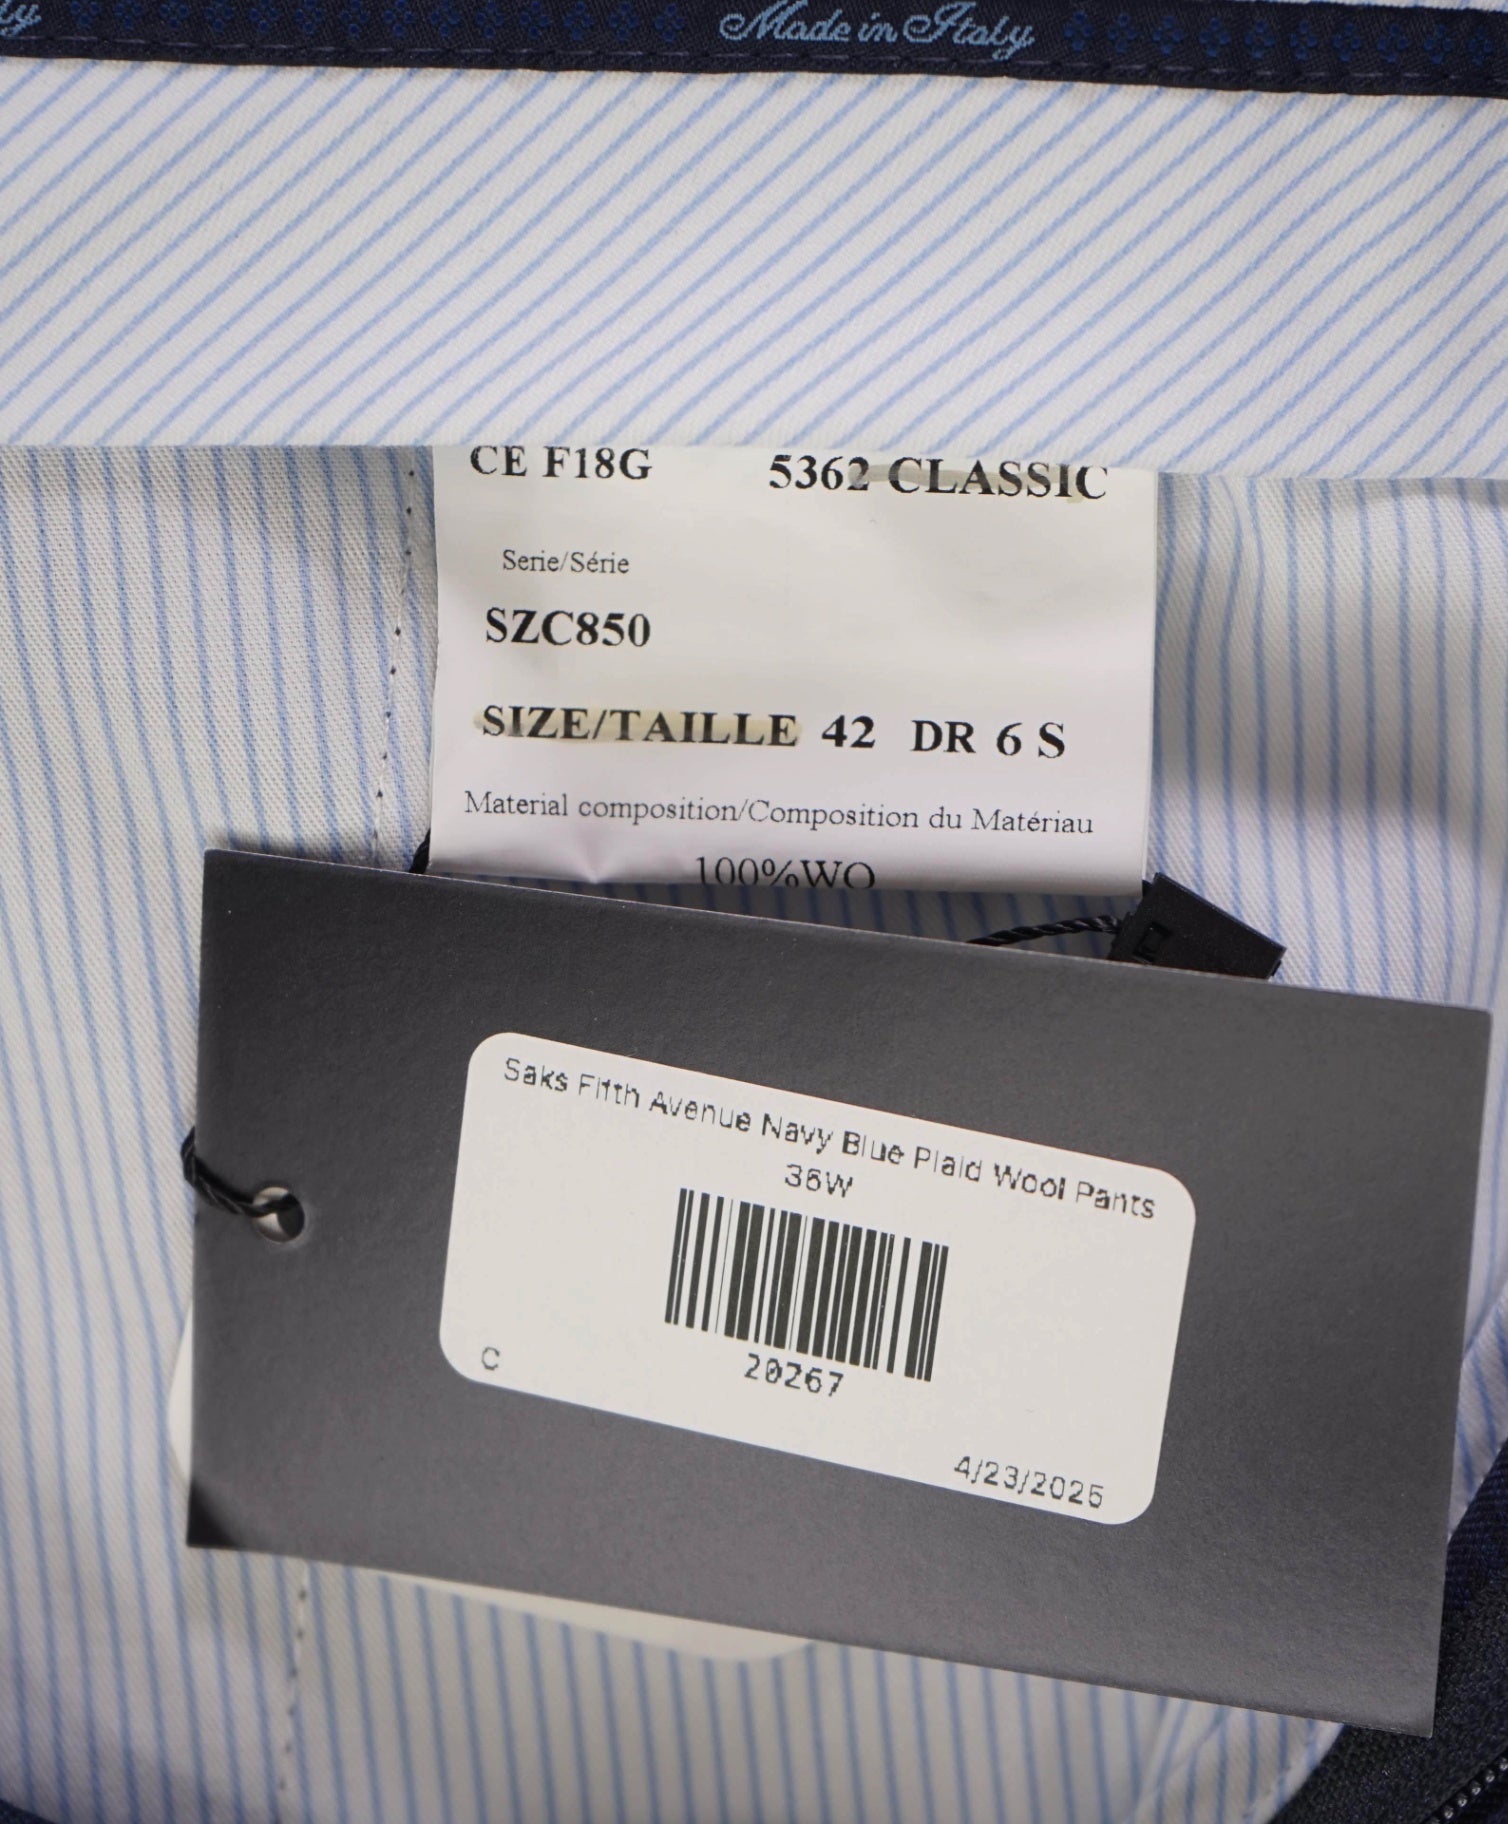 ly Made in Italy
CE F18G 5362 CLASSIC
Serie/Série
SZC850
SIZE/TAILLE 42 DR 6 S
Material composition/Composition du Matériau
100%WO
Saks Fifth Avenue Navy Blue Plaid Wool Pants
36W
20267
C
4/23/2025